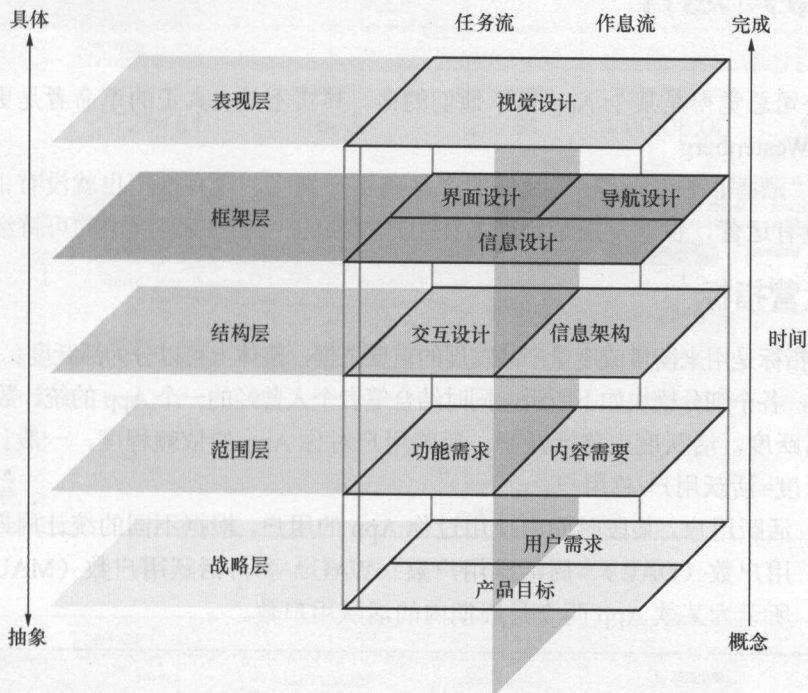 具体
任务流
作息流
完成
表现层
视觉设计
框架层
界面设计
导航设计
信息设计
结构层
交互设计
信息架构
时间
范围层
功能需求
内容需要
战略层
用户需求
产品目标
抽象
概念